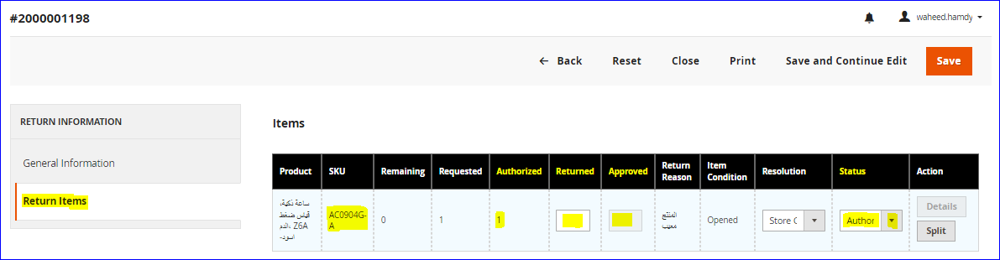 #2000001198
waheed.hamdy
Back Reset Close Print Save and Continue Edit Save
RETURN INFORMATION
General Information
Return Items
Items
Product SKU Remaining Requested Authorized Returned Approved Return Reason Item Condition Resolution Status Action
ساعة ذكية،
قياس ضغط
الدم، Z6A
-اسود
AC0904G-
A
0
1
1
المنتج
معيب
Opened
Store C
Author
Details
Split